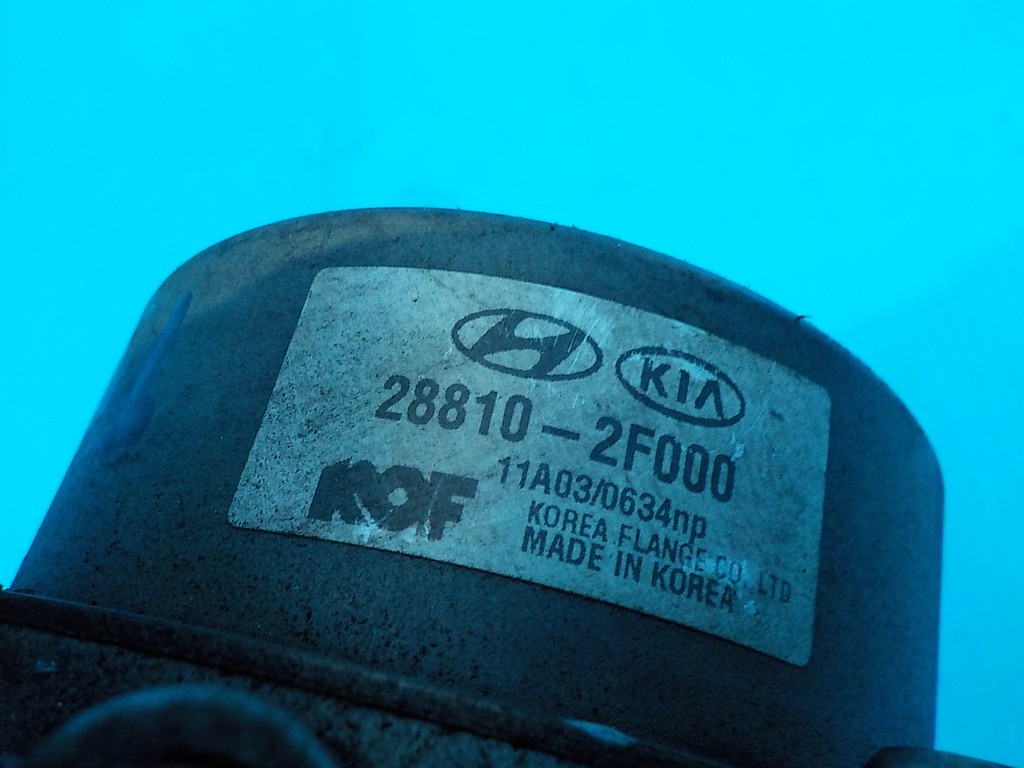 KIA
28810-2F000
11A03/0634np
KOF
KOREA FLANGE CO., LTD
MADE IN KOREA